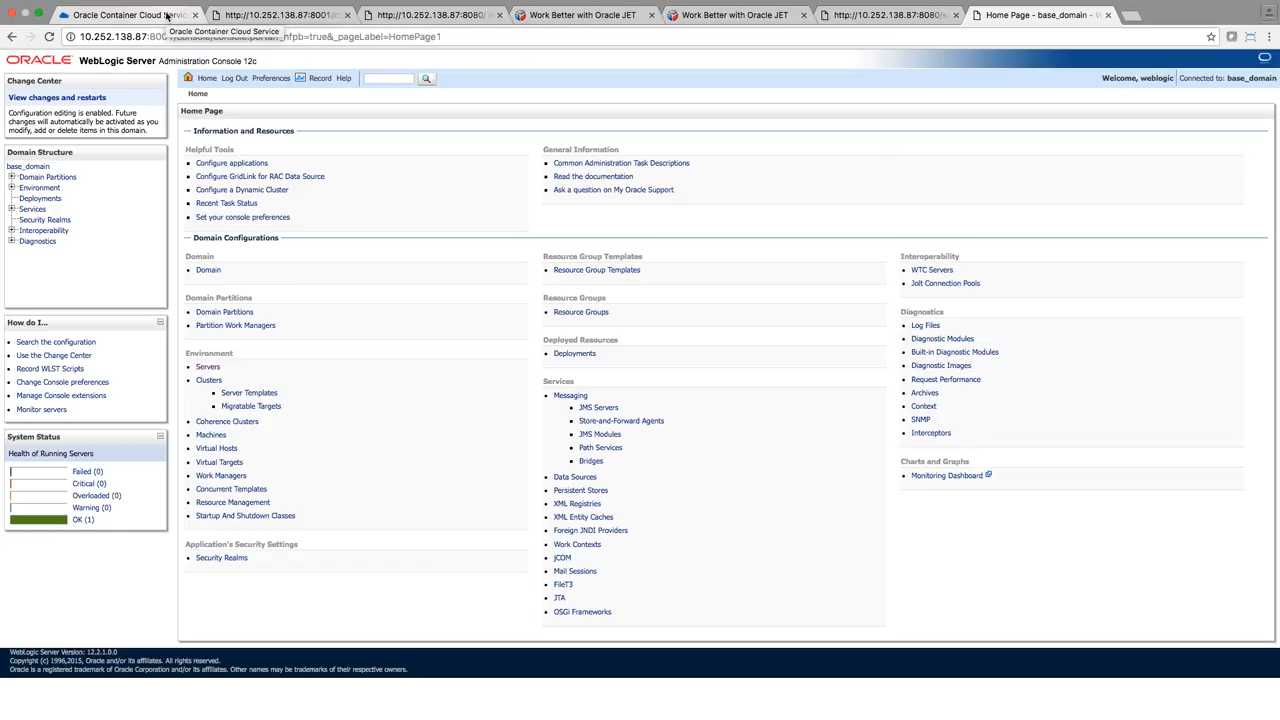 Oracle Container Cloud Servic
http://10.252.138.87:8001/c
http://10.252.138.87:8080/
Work Better with Oracle JET
Work Better with Oracle JET
http://10.252.138.87:8080/s
Home Page - base_domain - W
Oracle Container Cloud Service
nfpb=true&_pageLabel=HomePage1
ORACLE WebLogic Server Administration Console 12c
Change Center
View changes and restarts
Configuration editing is enabled. Future
changes will automatically be activated as you
modify, add or delete items in this domain.
Domain Structure
base_domain
Domain Partitions
Environment
Deployments
Services
Security Realms
Interoperability
Diagnostics
How do I...
Search the configuration
Use the Change Center
Record WLST Scripts
Change Console preferences
Manage Console extensions
Monitor servers
System Status
Health of Running Servers
Failed (0)
Critical (0)
Overloaded (0)
Warning (0)
OK (1)
Home Log Out Preferences Record Help
Welcome, weblogic Connected to: base_domain
Home
Home Page
Information and Resources
Helpful Tools
Configure applications
Configure GridLink for RAC Data Source
Configure a Dynamic Cluster
Recent Task Status
Set your console preferences
General Information
Common Administration Task Descriptions
Read the documentation
Ask a question on My Oracle Support
Domain Configurations
Domain
Domain
Domain Partitions
Domain Partitions
Partition Work Managers
Environment
Servers
Clusters
Server Templates
Migratable Targets
Coherence Clusters
Machines
Virtual Hosts
Virtual Targets
Work Managers
Concurrent Templates
Resource Management
Startup And Shutdown Classes
Application's Security Settings
Security Realms
Resource Group Templates
Resource Group Templates
Resource Groups
Resource Groups
Deployed Resources
Deployments
Services
Messaging
JMS Servers
Store-and-Forward Agents
JMS Modules
Path Services
Bridges
Data Sources
Persistent Stores
XML Registries
XML Entity Caches
Foreign JNDI Providers
Work Contexts
jCOM
Mail Sessions
FileT3
JTA
OSGi Frameworks
Interoperability
WTC Servers
Jolt Connection Pools
Diagnostics
Log Files
Diagnostic Modules
Built-in Diagnostic Modules
Diagnostic Images
Request Performance
Archives
Context
SNMP
Interceptors
Charts and Graphs
Monitoring Dashboard
WebLogic Server Version: 12.2.1.0.0
Copyright (c) 1996,2015, Oracle and/or its affiliates. All rights reserved.
Oracle is a registered trademark of Oracle Corporation and/or its affiliates. Other names may be trademarks of their respective owners.